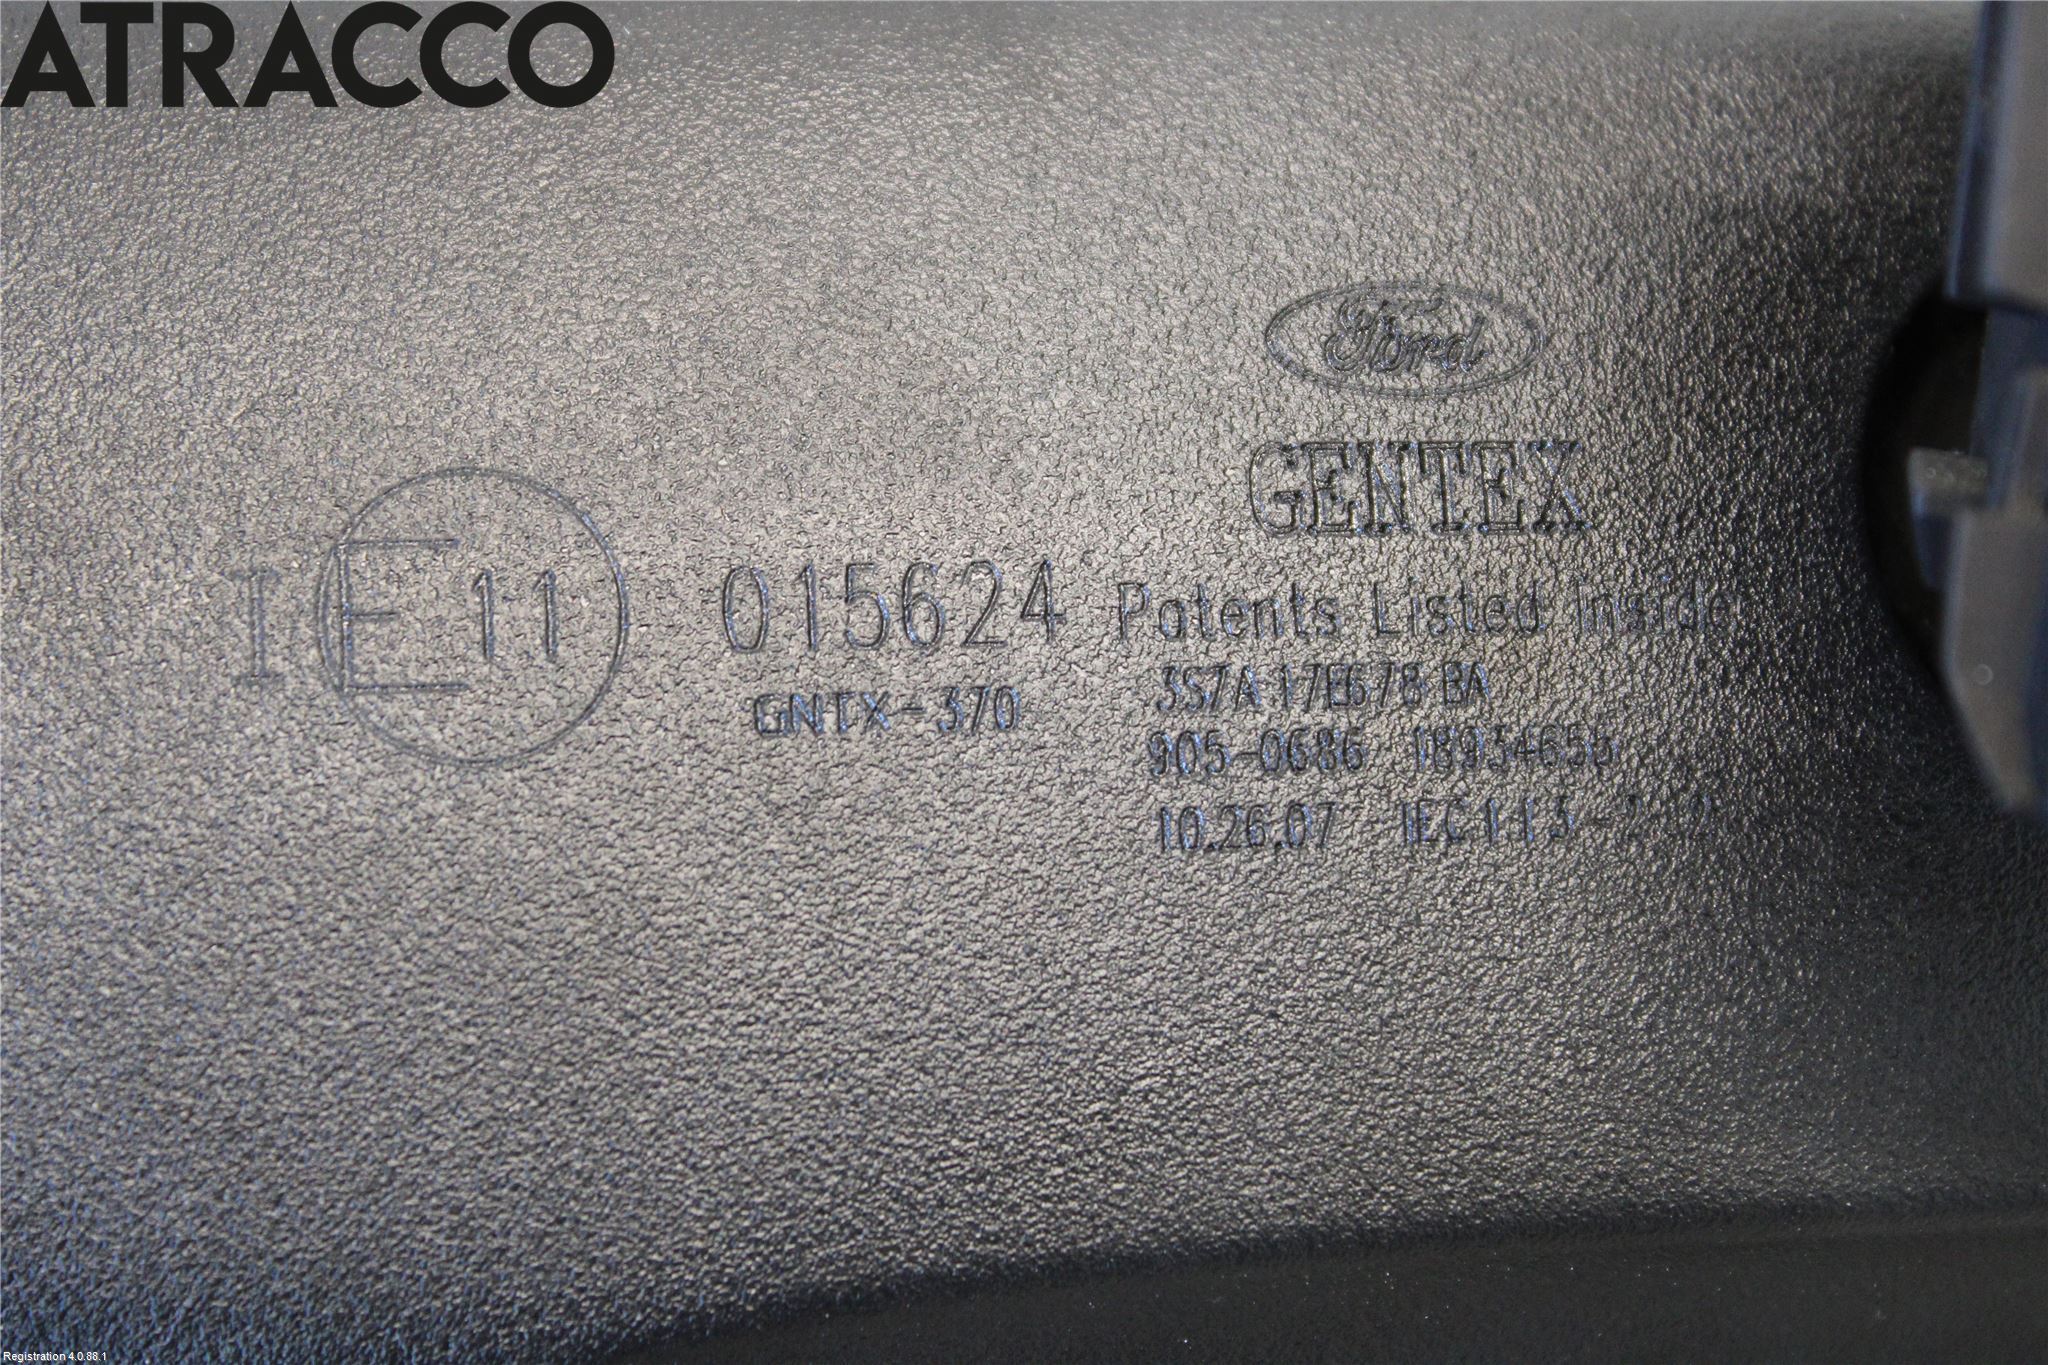 ATRACCO
Ford
GENTEX
I E11 015624 Patents Listed Inside
GNTX-370 3S7A 17E678 BA
905-0686
10.26.07
Registration 4.0.88.1